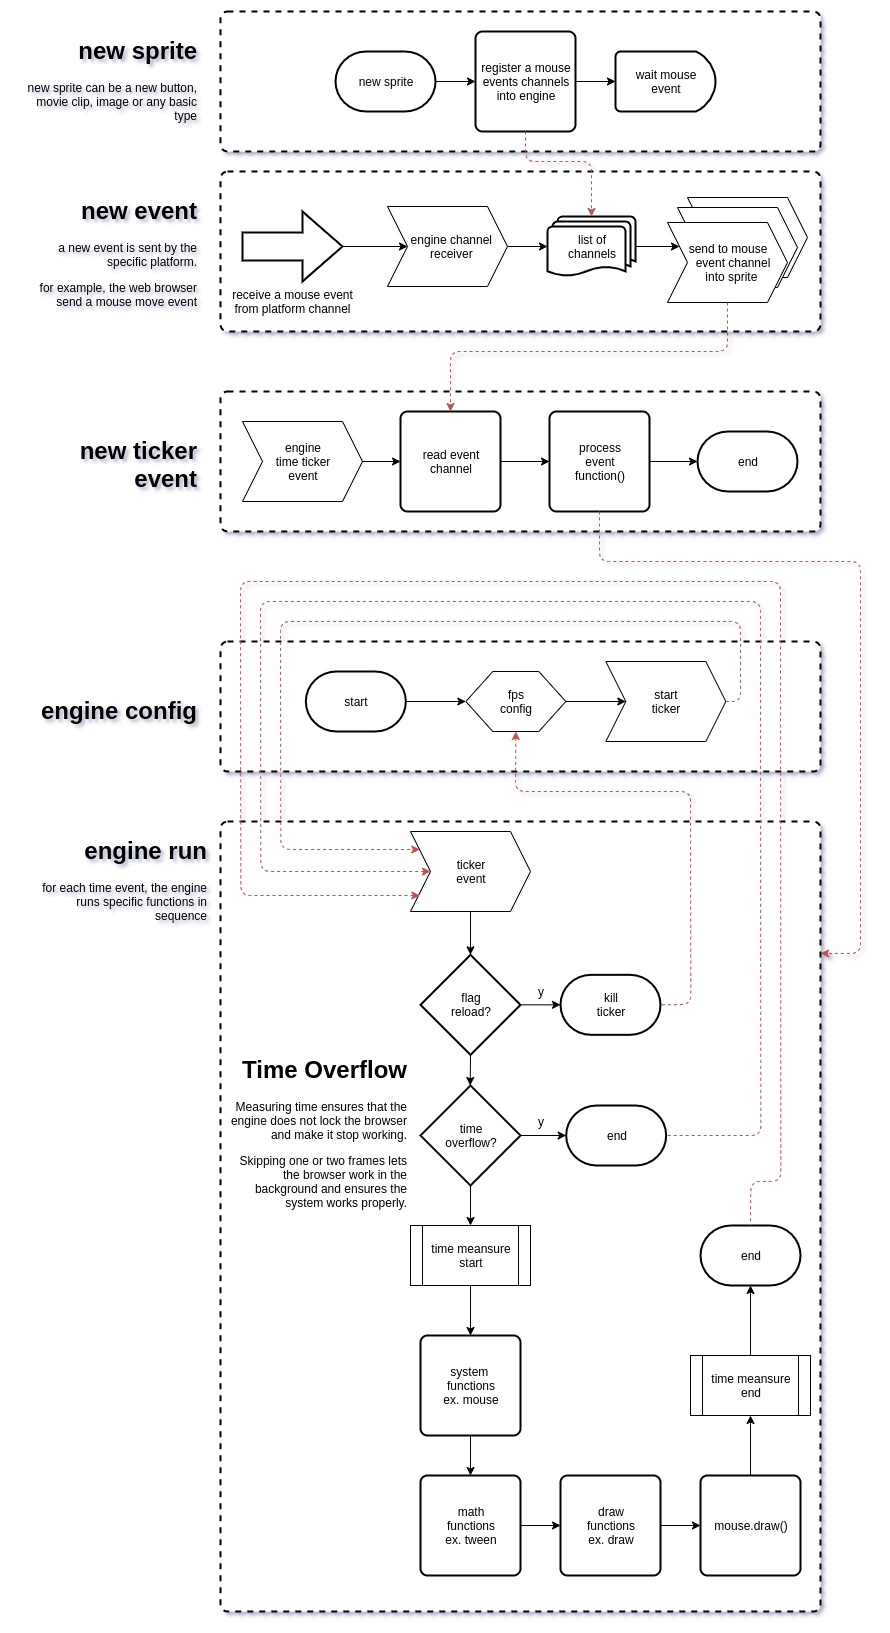 new sprite
new sprite can be a new button,
movie clip, image or any basic
type
new sprite
register a mouse
events channels
into engine
wait mouse
event
new event
a new event is sent by the
specific platform.
for example, the web browser
send a mouse move event
receive a mouse event
from platform channel
engine channel
receiver
list of
channels
send to mouse
event channel
into sprite
new ticker
event
engine
time ticker
event
read event
channel
process
event
function()
end
engine config
start
fps
config
start
ticker
engine run
for each time event, the engine
runs specific functions in
sequence
ticker
event
flag
reload?
y
kill
ticker
Time Overflow
Measuring time ensures that the
engine does not lock the browser
and make it stop working.
Skipping one or two frames lets
the browser work in the
background and ensures the
system works properly.
time
overflow?
y
end
time meansure
start
system
functions
ex. mouse
math
functions
ex. tween
draw
functions
ex. draw
mouse.draw()
time meansure
end
end